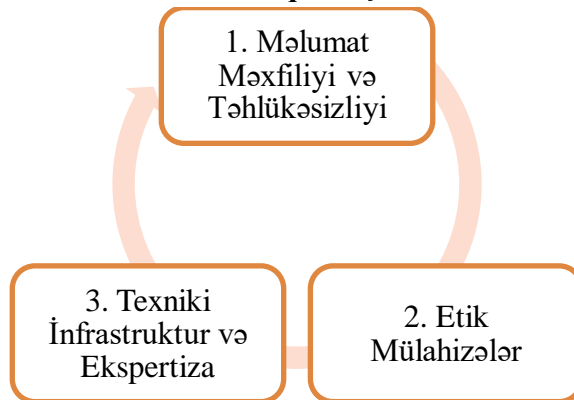 1. Məlumat
Məxfiliyi və
Təhlükəsizliyi
3. Texniki
İnfrastruktur və
Ekspertiza
2. Etik
Mülahizələr